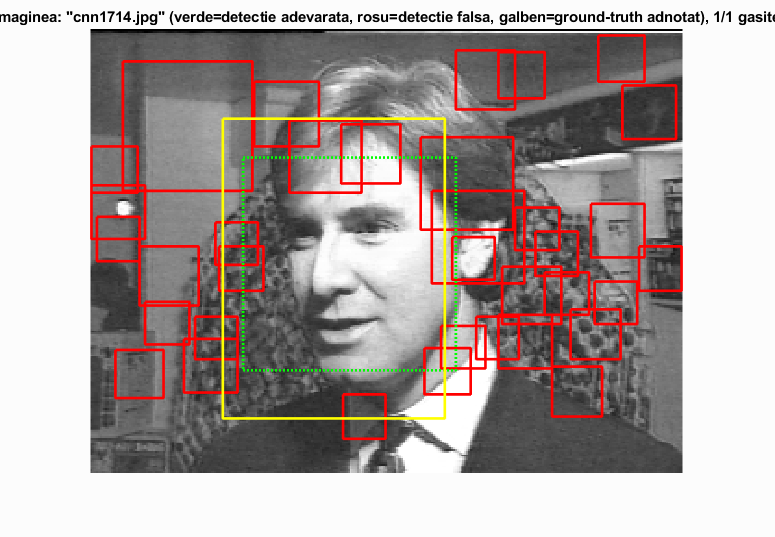 maginea: "cnn1714.jpg" (verde=detectie adevarata, rosu=detectie falsa, galben=ground-truth adnotat), 1/1 gasite